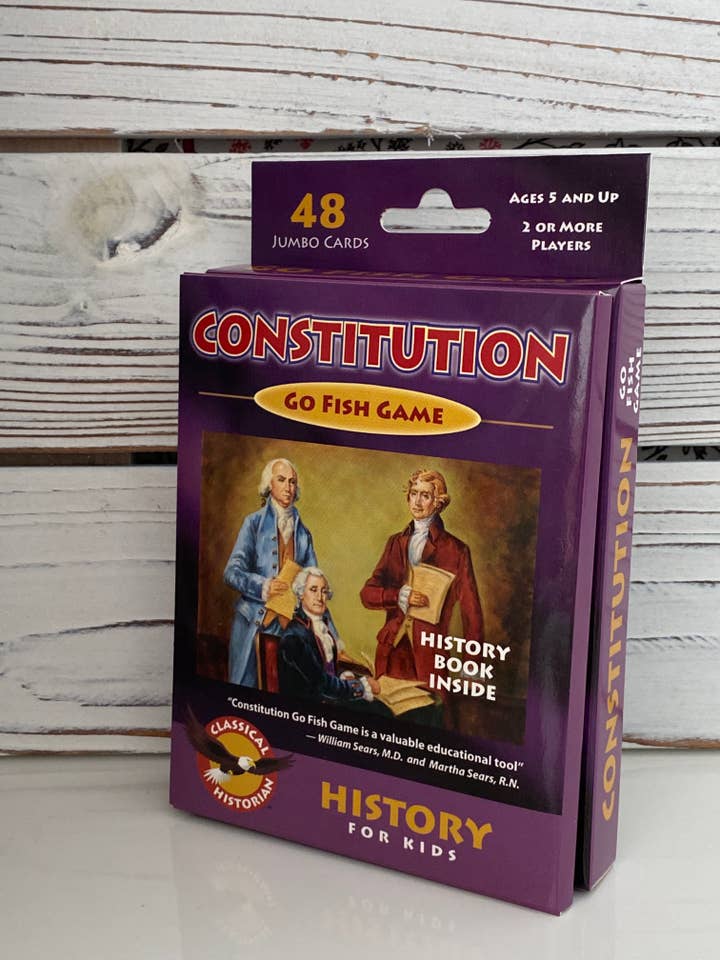 48
JUMBO CARDS
AGES 5 AND UP
2 OR MORE
PLAYERS
CONSTITUTION
GO FISH GAME
HISTORY
BOOK
INSIDE
"Constitution Go Fish Game is a valuable educational tool"
— William Sears, M.D. and Martha Sears, R.N.
CLASSICAL
HISTORIAN
HISTORY
FOR KIDS
GO
FISH
GAME
CONSTITUTION